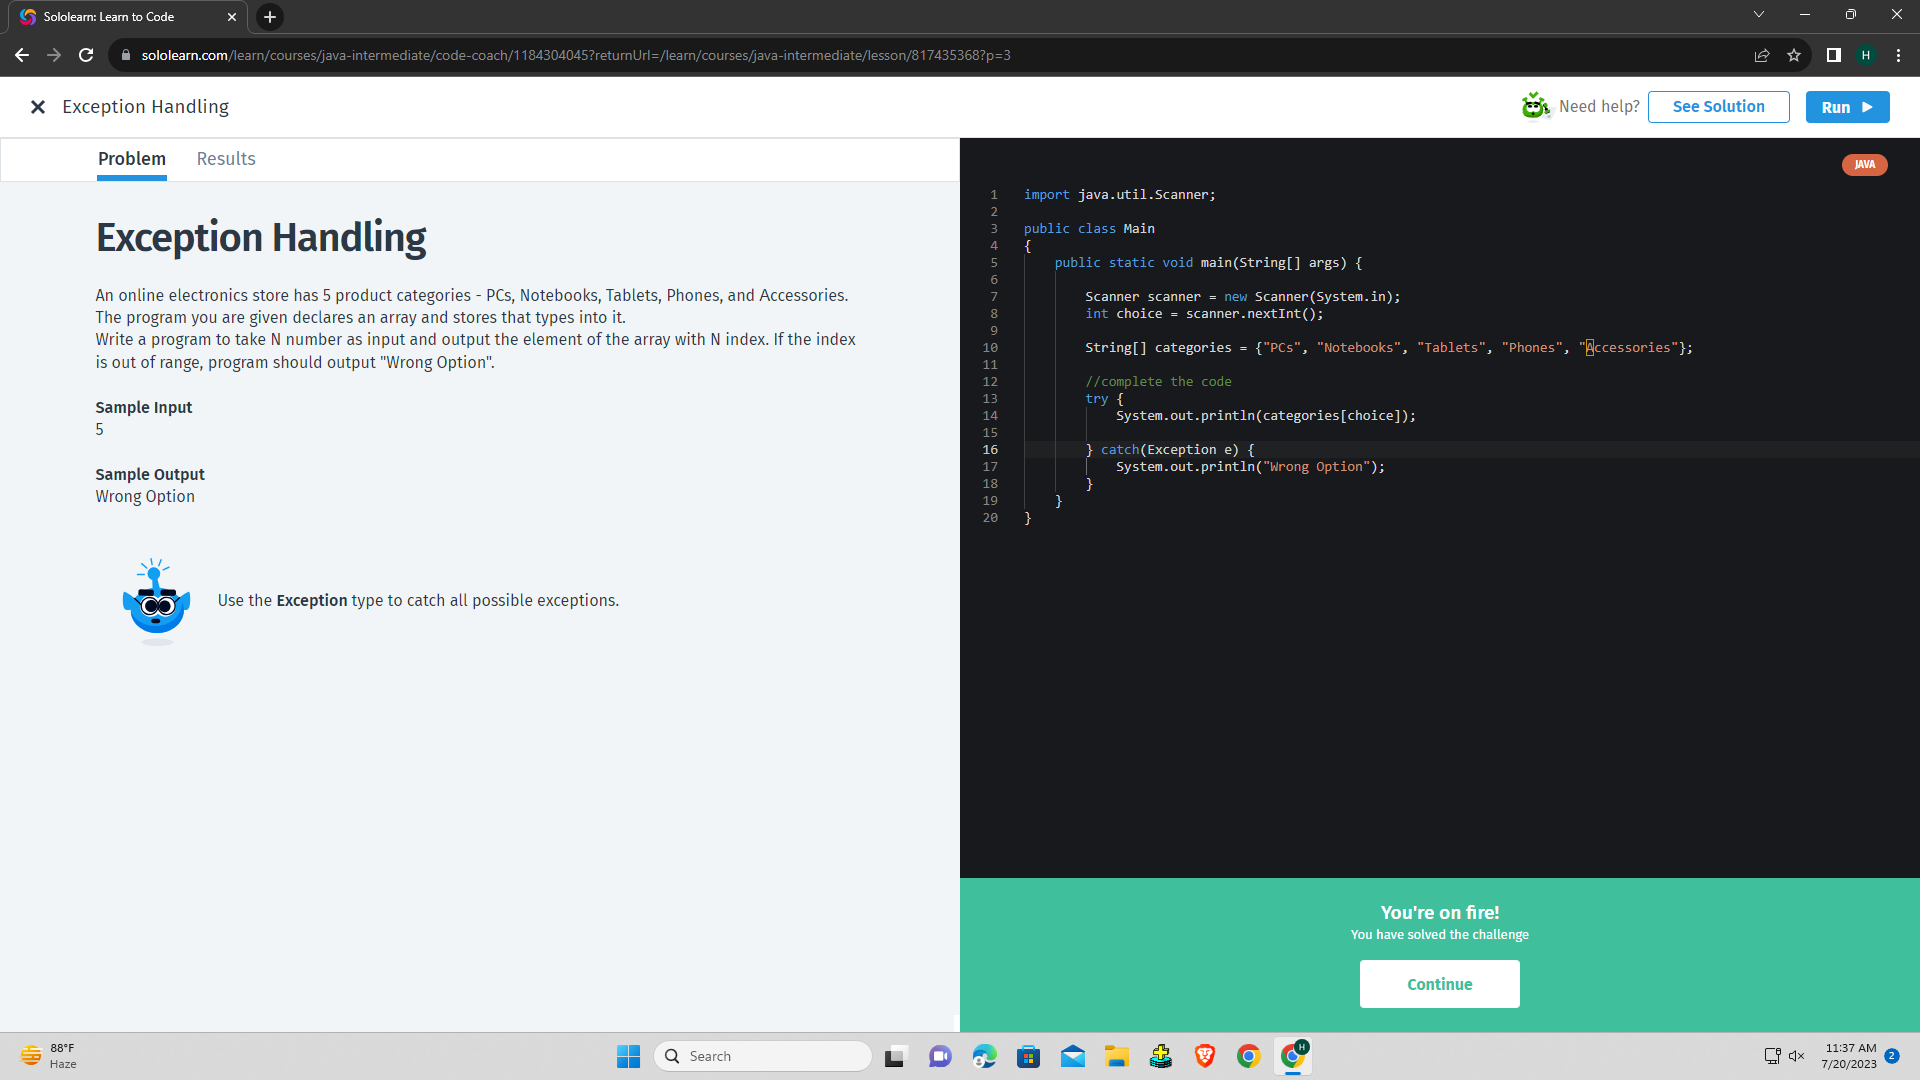 Sololearn: Learn to Code
sololearn.com/learn/courses/java-intermediate/code-coach/1184304045?returnUrl=/learn/courses/java-intermediate/lesson/817435368?p=3
H
Exception Handling
Need help?
See Solution
Run
Problem
Results
Exception Handling
An online electronics store has 5 product categories - PCs, Notebooks, Tablets, Phones, and Accessories.
The program you are given declares an array and stores that types into it.
Write a program to take N number as input and output the element of the array with N index. If the index
is out of range, program should output "Wrong Option".
Sample Input
5
Sample Output
Wrong Option
Use the Exception type to catch all possible exceptions.
JAVA
1 import java.util.Scanner;
2
3 public class Main
4 {
5 public static void main(String[] args) {
6
7 Scanner scanner = new Scanner(System.in);
8 int choice = scanner.nextInt();
9
10 String[] categories = {"PCs", "Notebooks", "Tablets", "Phones", "Accessories"};
11
12 //complete the code
13 try {
14 System.out.println(categories[choice]);
15
16 } catch(Exception e) {
17 System.out.println("Wrong Option");
18 }
19 }
20 }
You're on fire!
You have solved the challenge
Continue
88°F
Haze
Search
H
11:37 AM
7/20/2023
2